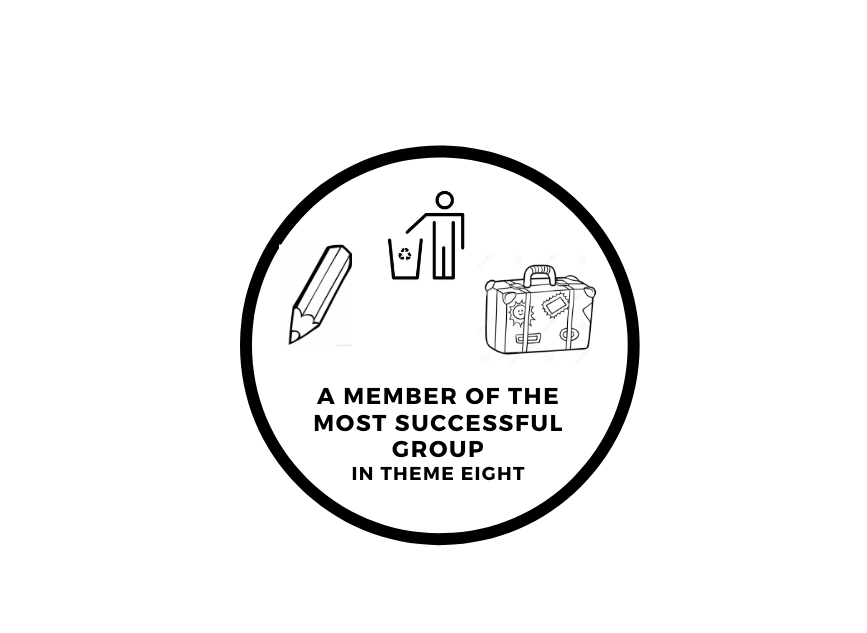 A MEMBER OF THE
MOST SUCCESSFUL
GROUP
IN THEME EIGHT